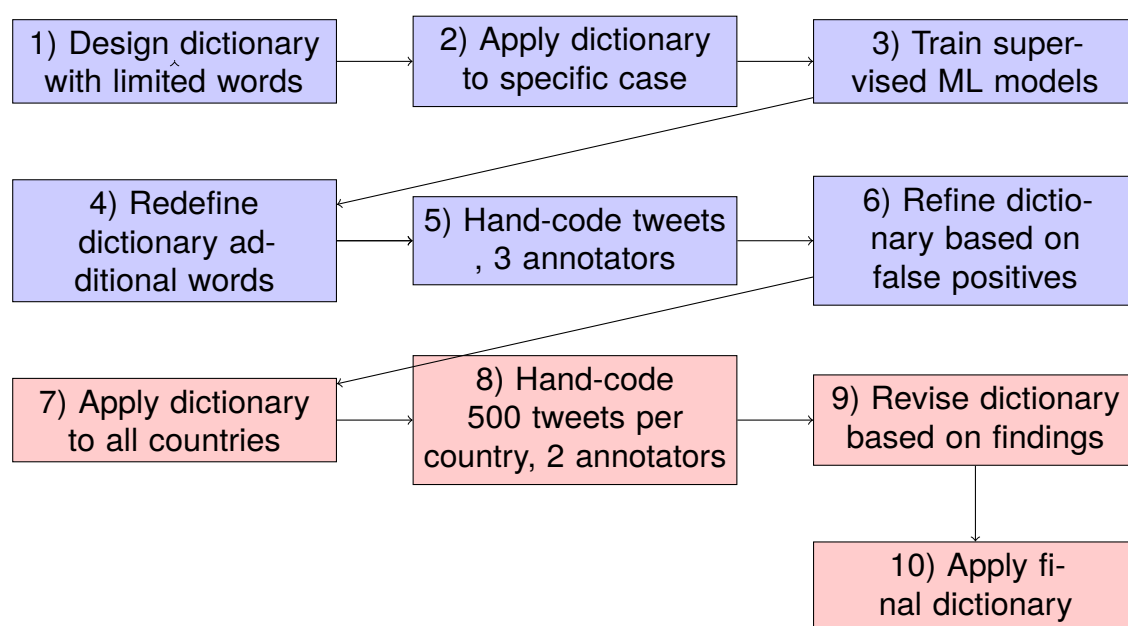 1) Design dictionary
with limited words
2) Apply dictionary
to specific case
3) Train super-
vised ML models
4) Redefine
dictionary ad-
ditional words
5) Hand-code tweets
, 3 annotators
6) Refine dictio-
nary based on
false positives
7) Apply dictionary
to all countries
8) Hand-code
500 tweets per
country, 2 annotators
9) Revise dictionary
based on findings
10) Apply fi-
nal dictionary